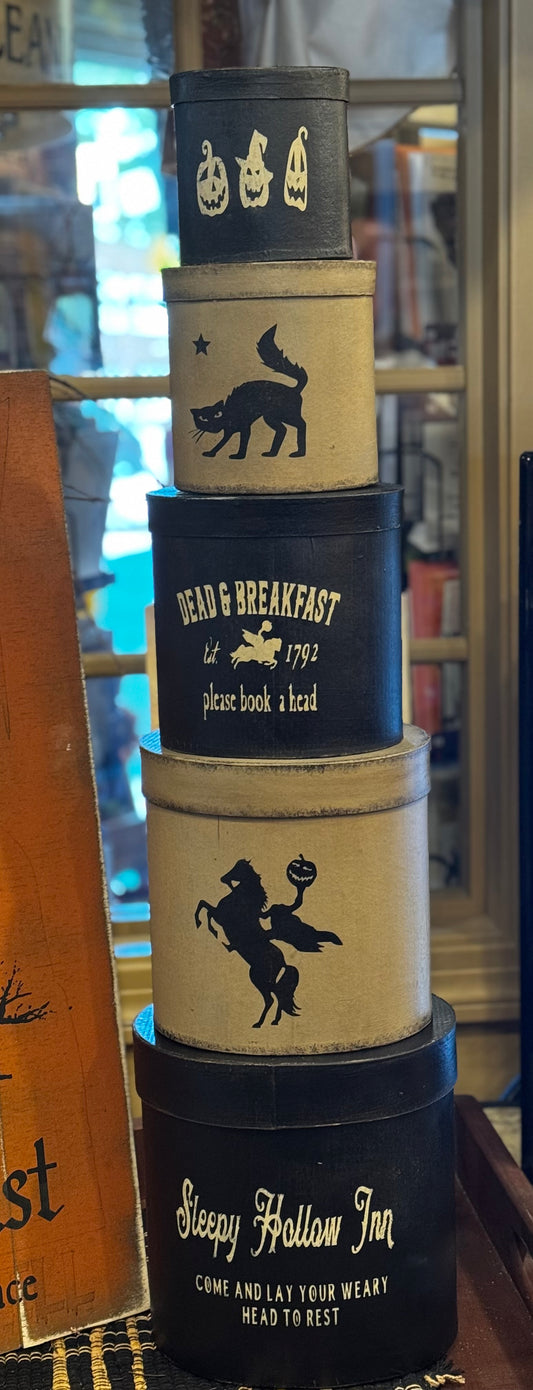 DEAD & BREAKFAST
Est. 1792
please book a head
Sleepy Hollow Inn
COME AND LAY YOUR WEARY
HEAD TO REST